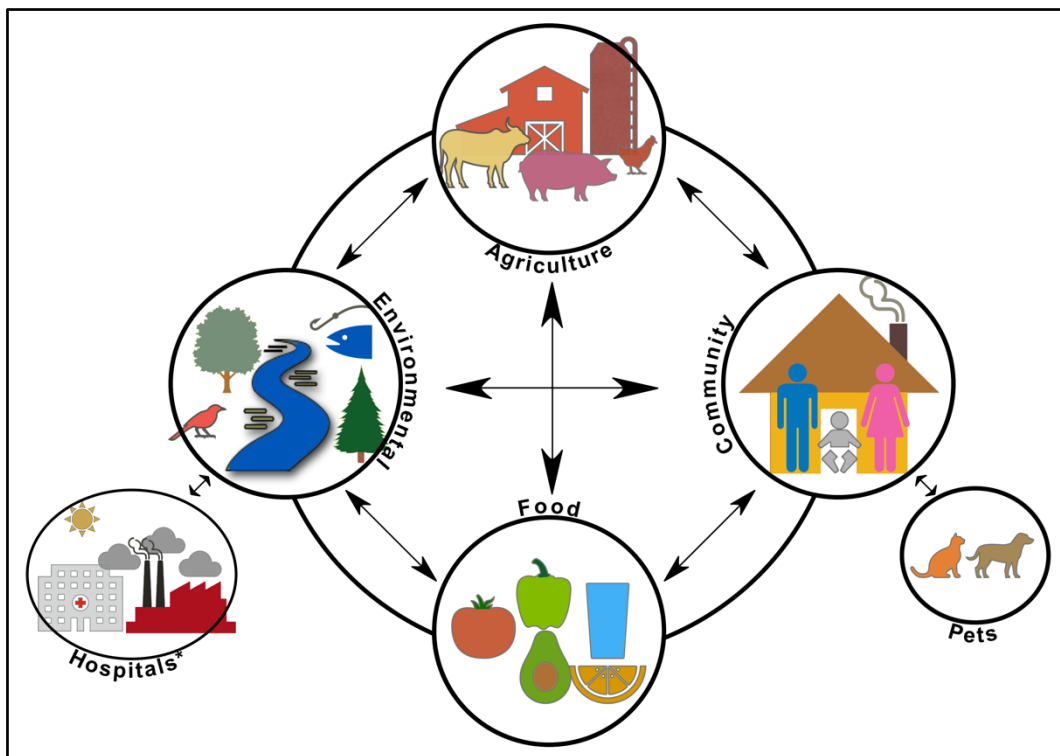 Agriculture
Environmental
Community
Food
Hospitals*
Pets